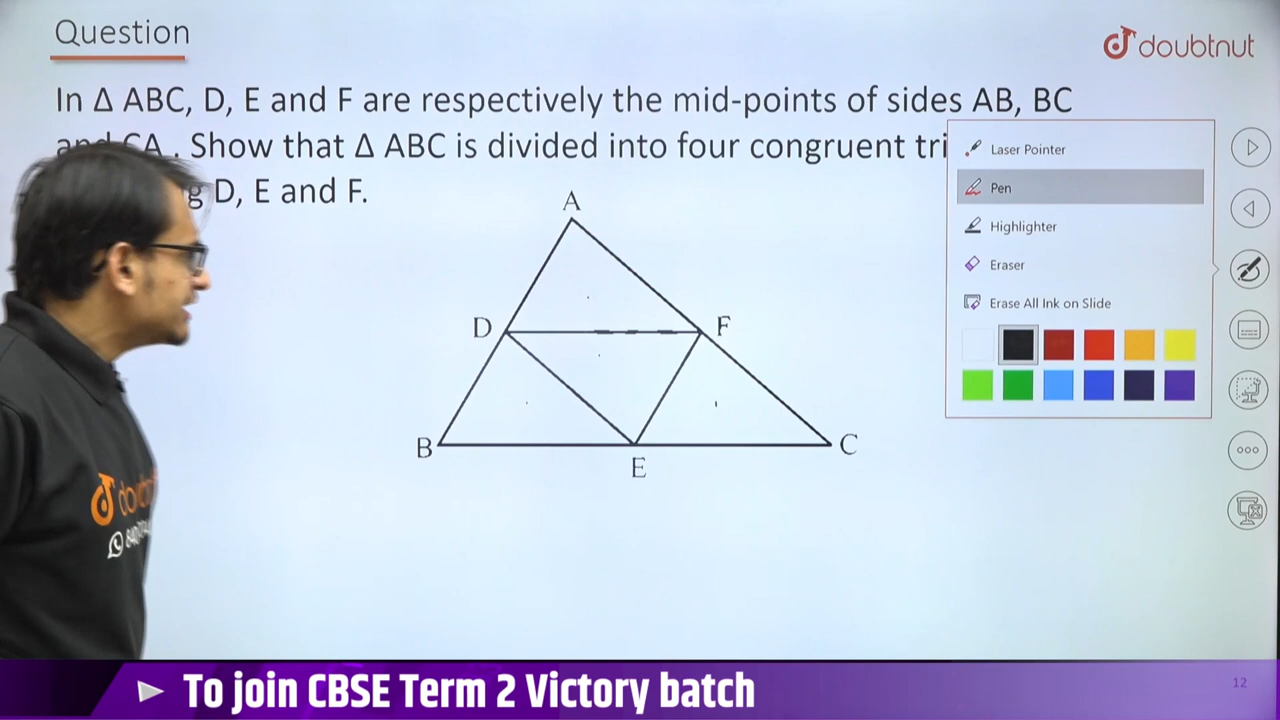 Question
doubtnut
In Δ ABC, D, E and F are respectively the mid-points of sides AB, BC
and CA . Show that Δ ABC is divided into four congruent
D, E and F.
Laser Pointer
Pen
Highlighter
Eraser
Erase All Ink on Slide
A
D
F
B
C
E
To join CBSE Term 2 Victory batch
12